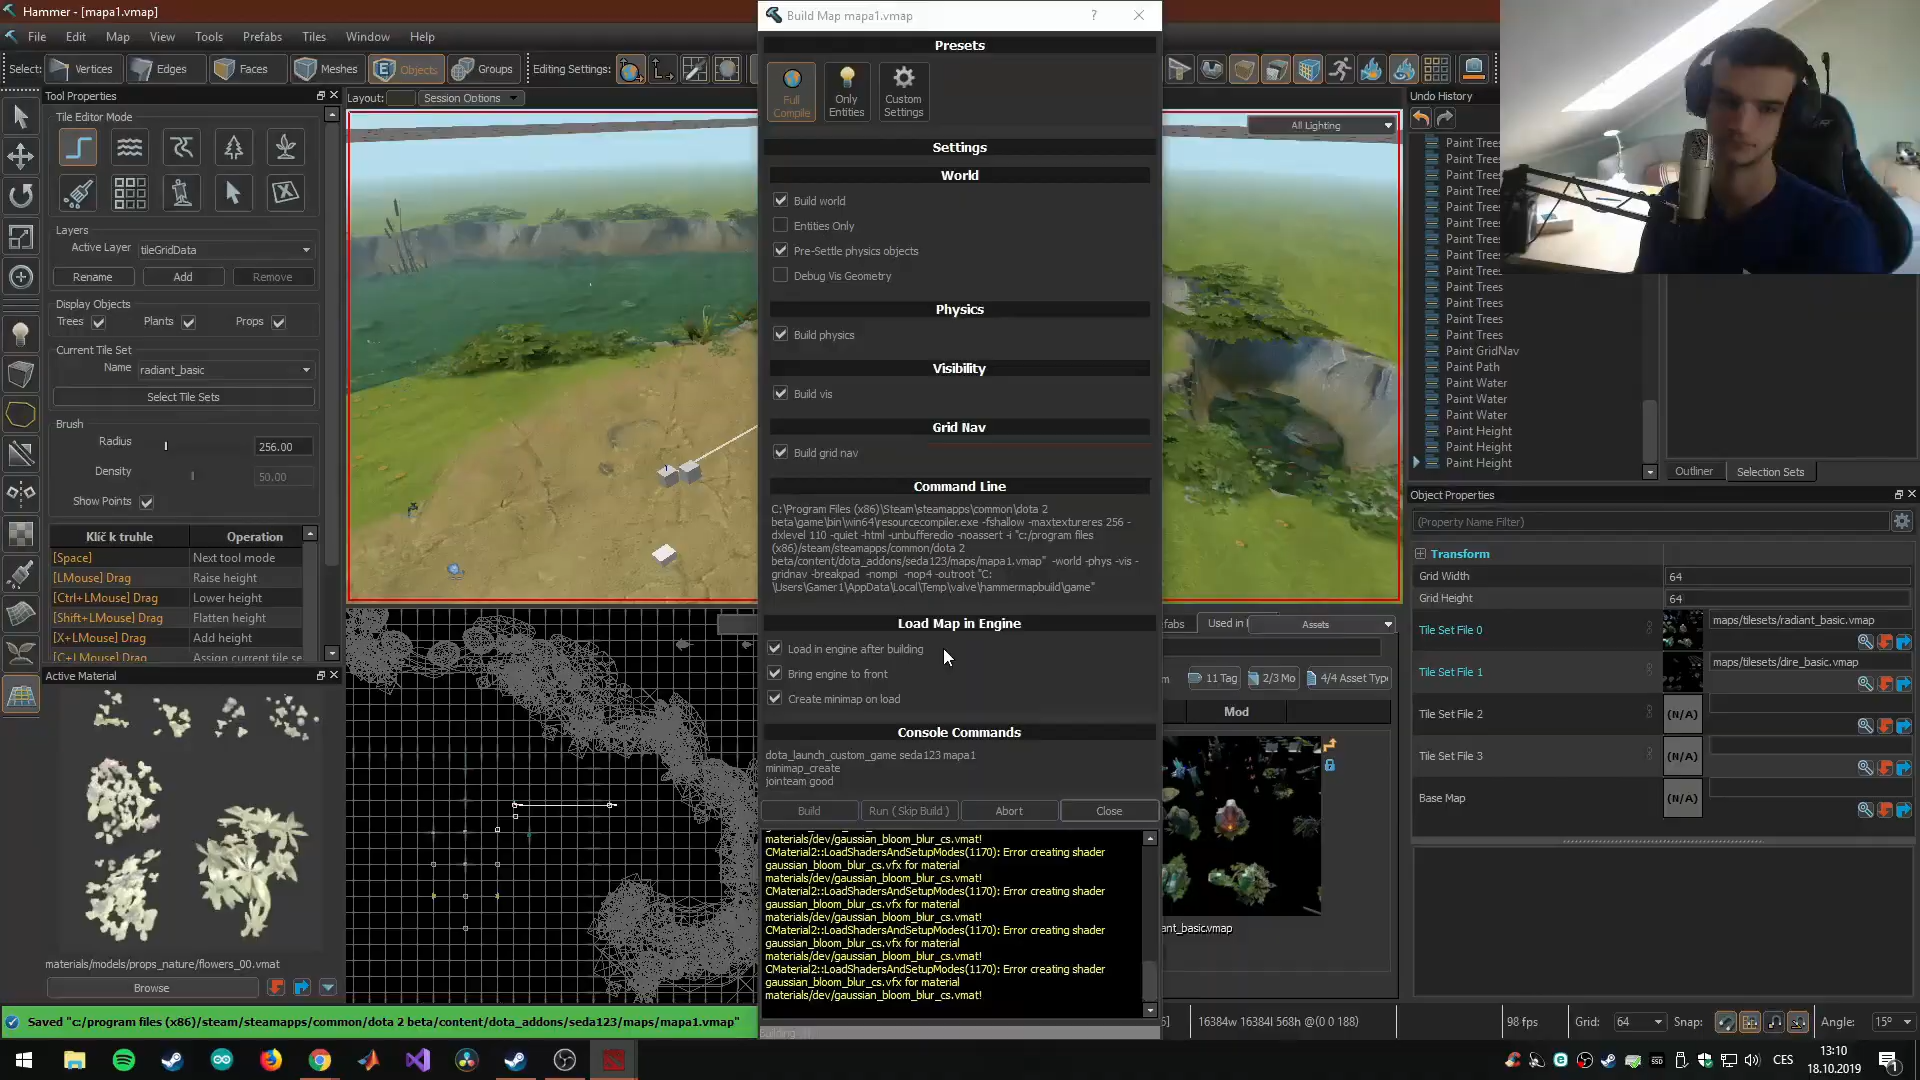 Hammer - [mapa1.vmap]
File Edit Map View Tools Prefabs Tiles Window Help
Select: Vertices Edges Faces Meshes Objects Groups Editing Settings:
Tool Properties
Tile Editor Mode
Layers
Active Layer tileGridData
Rename Add Remove
Display Objects
Trees Plants Props
Current Tile Set
Name radiant_basic
Select Tile Sets
Brush
Radius 256.00
Density 50.00
Show Points
Klíč k truhle Operation
[Space] Next tool mode
[LMouse] Drag Raise height
[Ctrl+LMouse] Drag Lower height
[Shift+LMouse] Drag Flatten height
[X+LMouse] Drag Add height
[C+LMouse] Drag Assign current tile se
Active Material
materials/models/props_nature/flowers_00.vmat
Browse
Saved "c:/program files (x86)/steam/steamapps/common/dota 2 beta/content/dota_addons/seda123/maps/mapa1.vmap"
Layout: Session Options
All Lighting
Build Map mapa1.vmap
Presets
Full Compile
Only Entities
Custom Settings
Settings
World
Build world
Entities Only
Pre-Settle physics objects
Debug Vis Geometry
Physics
Build physics
Visibility
Build vis
Grid Nav
Build grid nav
Command Line
C:\Program Files (x86)\Steam\steamapps\common\dota 2
beta\game\bin\win64\resourcecompiler.exe -fshallow -maxtextureres 256 -
dxlevel 110 -quiet -html -unbufferedio -noassert -i "c:/program files
(x86)/steam/steamapps/common/dota 2
beta/content/dota_addons/seda123/maps/mapa1.vmap" -world -phys -vis -
gridnav -breakpad -nompi -nop4 -outroot "C:
\Users\Gamer1\AppData\Local\Temp\valve\hammermapbuild\game"
Load Map in Engine
Load in engine after building
Bring engine to front
Create minimap on load
Console Commands
dota_launch_custom_game seda123 mapa1
minimap_create
jointeam good
Build Run ( Skip Build ) Abort Close
materials/dev/gaussian_bloom_blur_cs.vmat!
CMaterial2::LoadShadersAndSetupModes(1170): Error creating shader
gaussian_bloom_blur_cs.vfx for material
materials/dev/gaussian_bloom_blur_cs.vmat!
CMaterial2::LoadShadersAndSetupModes(1170): Error creating shader
gaussian_bloom_blur_cs.vfx for material
materials/dev/gaussian_bloom_blur_cs.vmat!
CMaterial2::LoadShadersAndSetupModes(1170): Error creating shader
gaussian_bloom_blur_cs.vfx for material
materials/dev/gaussian_bloom_blur_cs.vmat!
CMaterial2::LoadShadersAndSetupModes(1170): Error creating shader
gaussian_bloom_blur_cs.vfx for material
materials/dev/gaussian_bloom_blur_cs.vmat!
Building
fabs Used in Assets
m 11 Tag 2/3 Mo 4/4 Asset Type
Mod
ant_basic.vmap
Undo History
Paint Trees
Paint Trees
Paint Trees
Paint Trees
Paint Trees
Paint Trees
Paint Trees
Paint Trees
Paint Trees
Paint Trees
Paint Trees
Paint Trees
Paint Trees
Paint GridNav
Paint Path
Paint Water
Paint Water
Paint Water
Paint Height
Paint Height
Paint Height
Outliner Selection Sets
Object Properties
(Property Name Filter)
Transform
Grid Width 64
Grid Height 64
Tile Set File 0 maps/tilesets/radiant_basic.vmap
Tile Set File 1 maps/tilesets/dire_basic.vmap
Tile Set File 2 (N/A)
Tile Set File 3 (N/A)
Base Map (N/A)
16384w 16384l 568h @(0 0 188) 98 fps Grid: 64 Snap: Angle: 15º
CES
13:10
18.10.2019
1